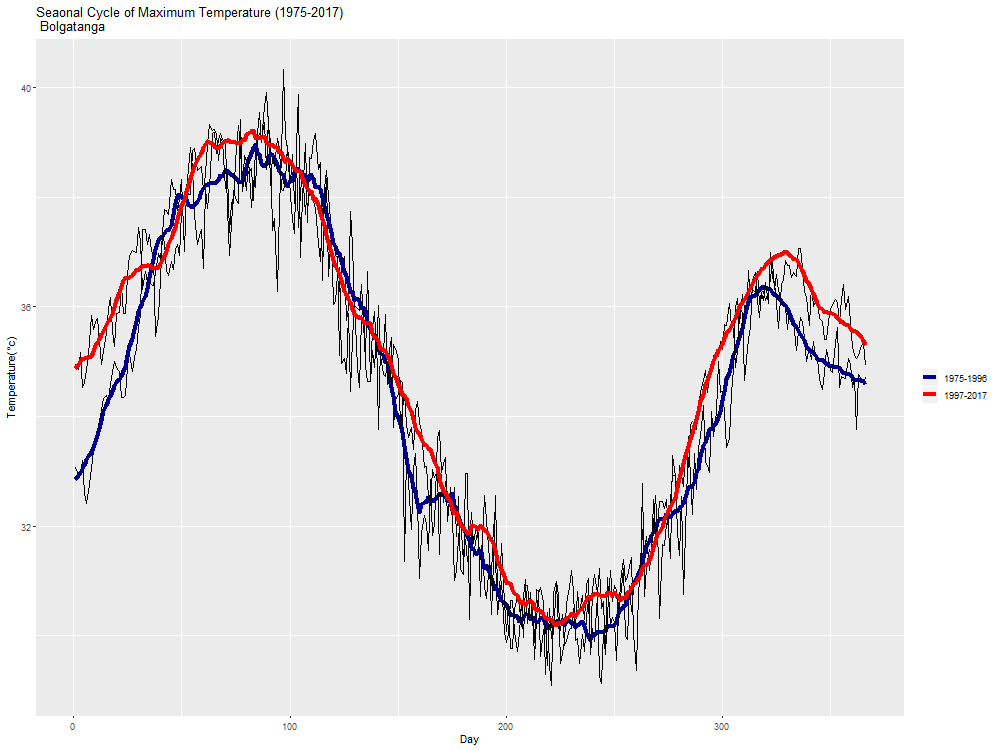 Seaonal Cycle of Maximum Temperature (1975-2017)
Bolgatanga
40
36
32
Temperature(°c)
0
100
200
300
Day
1975-1996
1997-2017